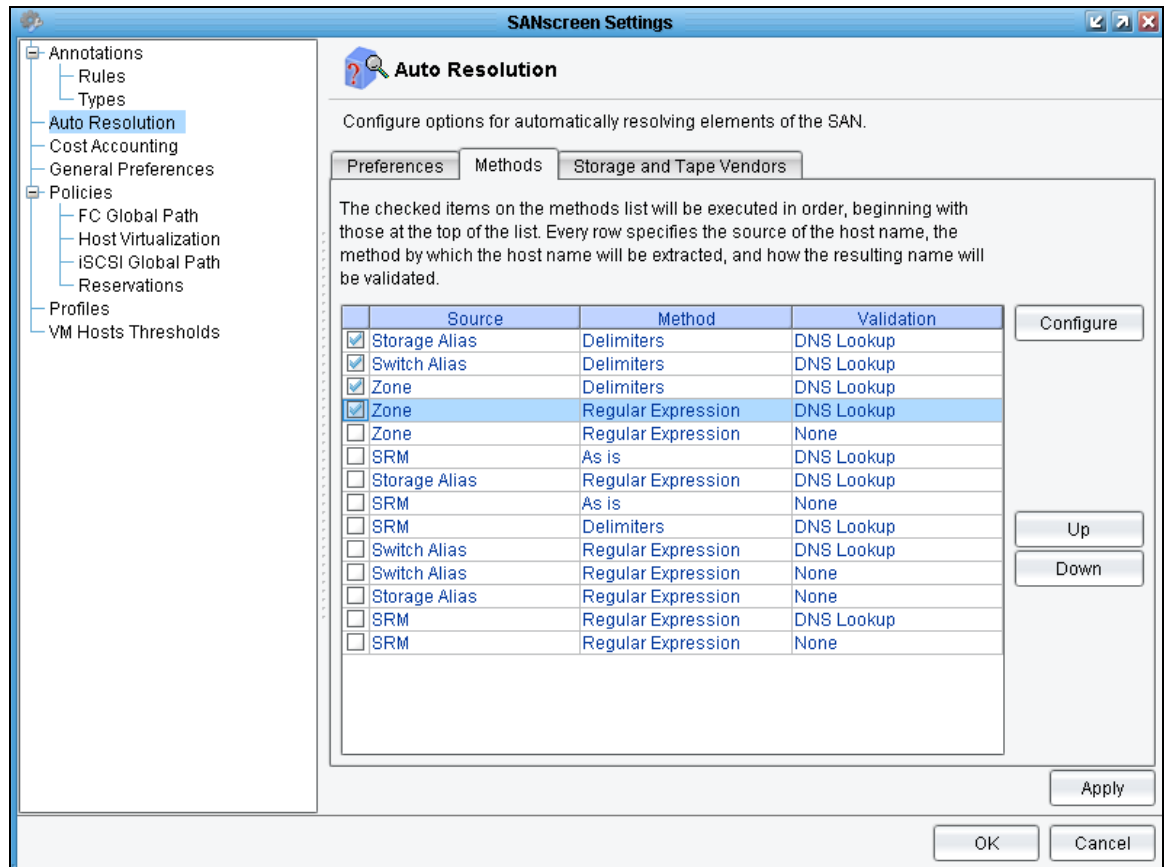 SANscreen Settings
Annotations
Rules
Types
Auto Resolution
Cost Accounting
General Preferences
Policies
FC Global Path
Host Virtualization
iSCSI Global Path
Reservations
Profiles
VM Hosts Thresholds
Auto Resolution
Configure options for automatically resolving elements of the SAN.
Preferences Methods Storage and Tape Vendors
The checked items on the methods list will be executed in order, beginning with
those at the top of the list. Every row specifies the source of the host name, the
method by which the host name will be extracted, and how the resulting name will
be validated.
Source Method Validation
Storage Alias Delimiters DNS Lookup
Switch Alias Delimiters DNS Lookup
Zone Delimiters DNS Lookup
Zone Regular Expression DNS Lookup
Zone Regular Expression None
SRM As is DNS Lookup
Storage Alias Regular Expression DNS Lookup
SRM As is None
SRM Delimiters DNS Lookup
Switch Alias Regular Expression DNS Lookup
Switch Alias Regular Expression None
Storage Alias Regular Expression None
SRM Regular Expression DNS Lookup
SRM Regular Expression None
Configure
Up
Down
Apply
OK Cancel